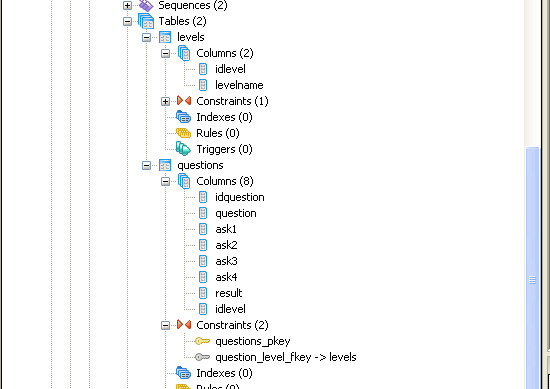 Sequences (2)
Tables (2)
levels
Columns (2)
idlevel
levelname
Constraints (1)
Indexes (0)
Rules (0)
Triggers (0)
questions
Columns (8)
idquestion
question
ask1
ask2
ask3
ask4
result
idlevel
Constraints (2)
questions_pkey
question_level_fkey -> levels
Indexes (0)
Rules (0)